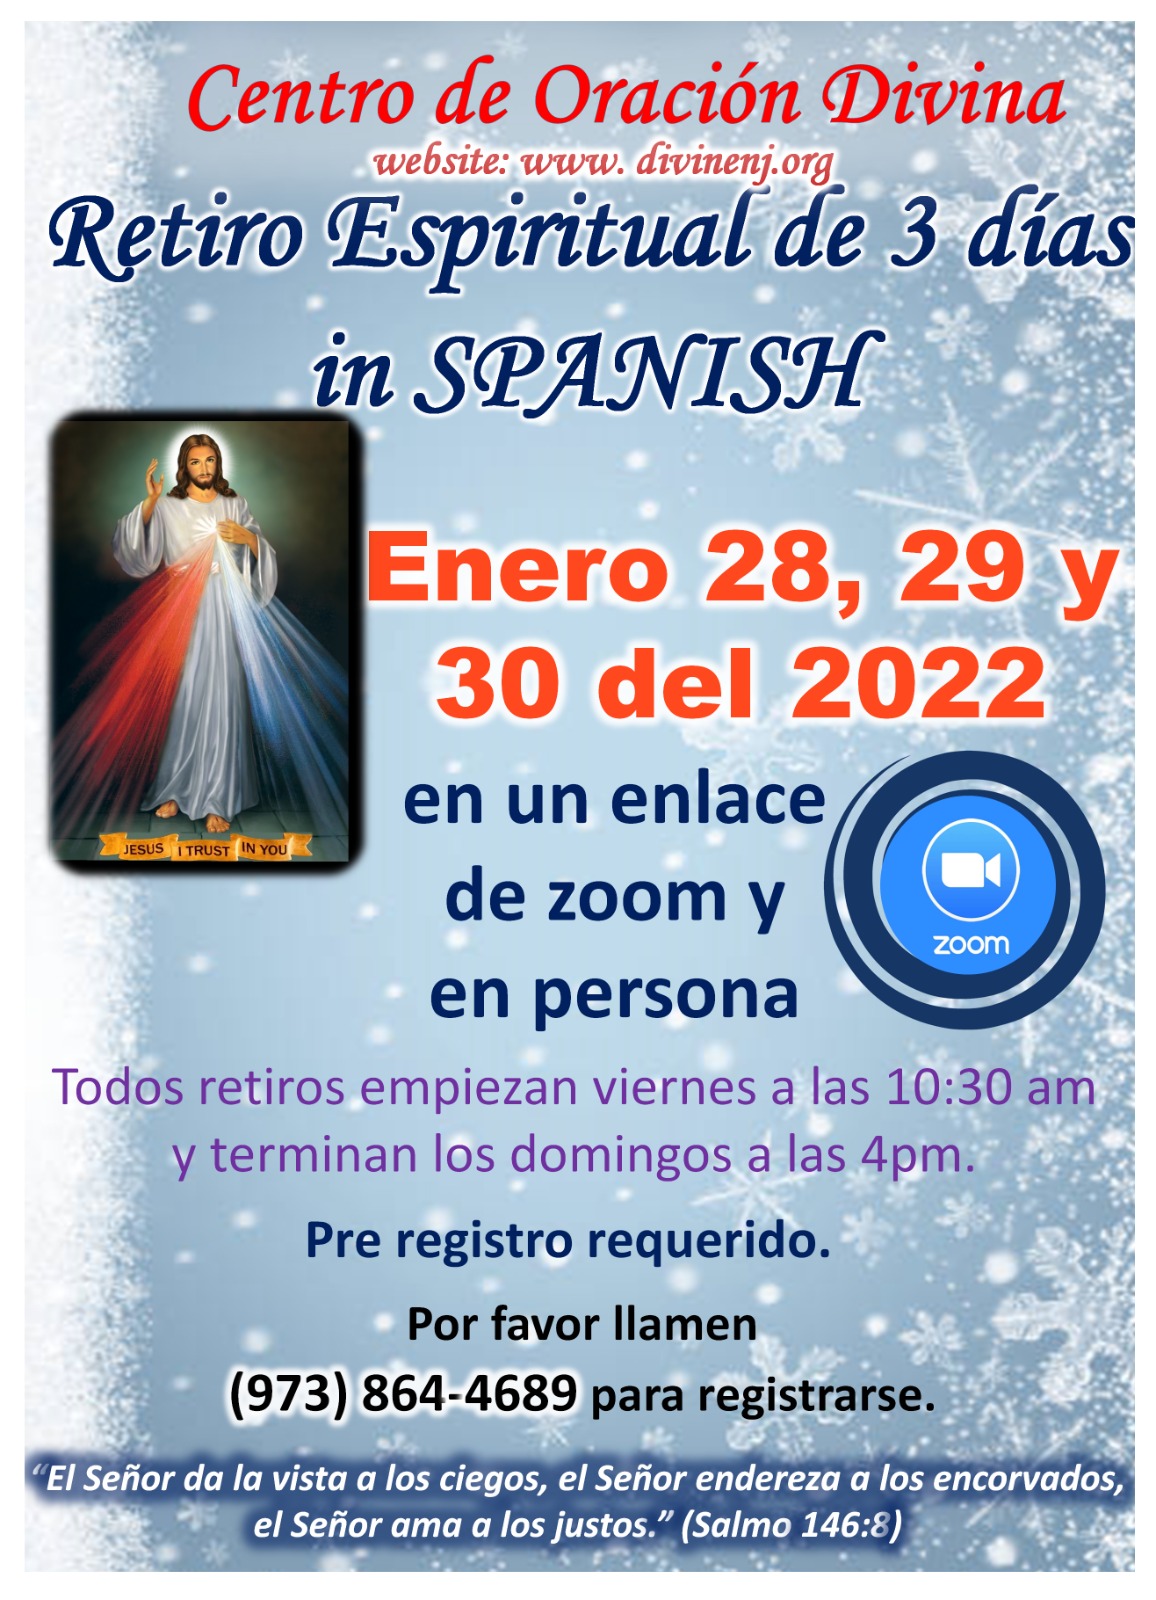 Centro de Oración Divina
website: www. divinenj.org
Retiro Espiritual de 3 días
in SPANISH
Enero 28, 29 y
30 del 2022
JESUS I TRUST IN YOU
en un enlace
de zoom y
en persona
zoom
Todos retiros empiezan viernes a las 10:30 am
y terminan los domingos a las 4pm.
Pre registro requerido.
Por favor llamen
(973) 864-4689 para registrarse.
“El Señor da la vista a los ciegos, el Señor endereza a los encorvados,
el Señor ama a los justos.” (Salmo 146:8)